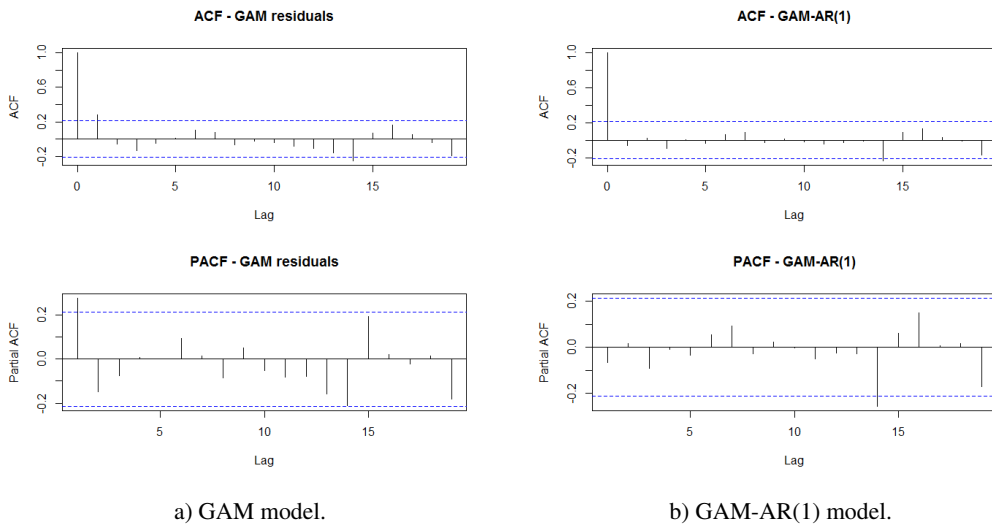 ACF - GAM residuals
ACF
1.0
0.6
0.2
-0.2
0 5 10 15
Lag
PACF - GAM residuals
Partial ACF
0.2
0.0
-0.2
5 10 15
Lag
a) GAM model.
ACF - GAM-AR(1)
ACF
1.0
0.6
0.2
-0.2
0 5 10 15
Lag
PACF - GAM-AR(1)
Partial ACF
0.2
0.0
-0.2
5 10 15
Lag
b) GAM-AR(1) model.